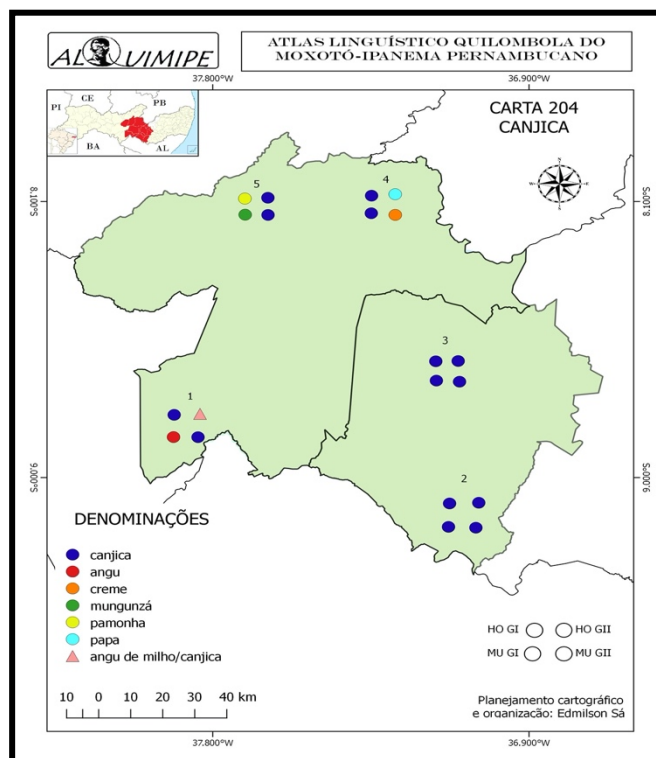 ALQUIMIPE
ATLAS LINGUÍSTICO QUILOMBOLA DO
MOXOTÓ-IPANEMA PERNAMBUCANO
37.800°W
36.900°W
PI
CE
PB
BA
AL
CARTA 204
CANJICA
8.100°S
8.100°S
5
4
3
1
2
9.000°S
9.000°S
DENOMINAÇÕES
canjica
angu
creme
mungunzá
pamonha
papa
angu de milho/canjica
HO GI
HO GII
MU GI
MU GII
10 0 10 20 30 40 km
Planejamento cartográfico
e organização: Edmilson Sá
37.800°W
36.900°W